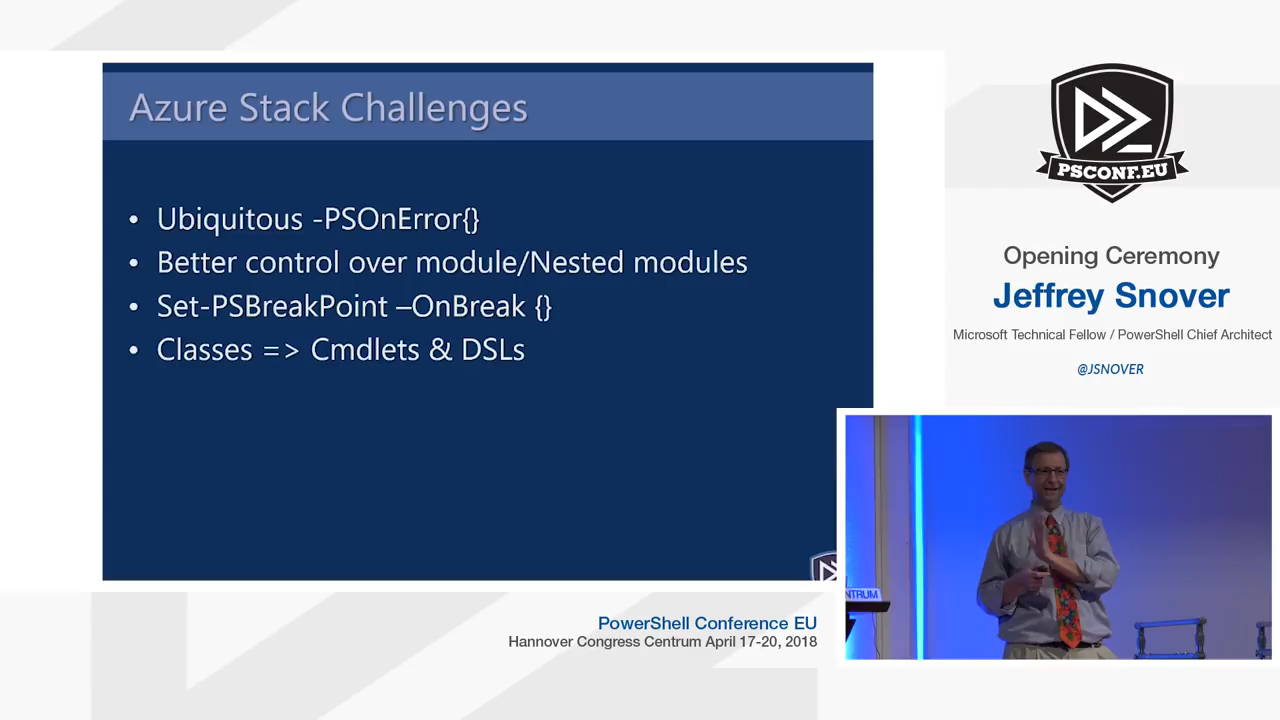 Azure Stack Challenges
• Ubiquitous -PSOnError{}
• Better control over module/Nested modules
• Set-PSBreakPoint –OnBreak {}
• Classes => Cmdlets & DSLs
PSCONF.EU
Opening Ceremony
Jeffrey Snover
Microsoft Technical Fellow / PowerShell Chief Architect
@JSNOVER
NTRUM
PowerShell Conference EU
Hannover Congress Centrum April 17-20, 2018